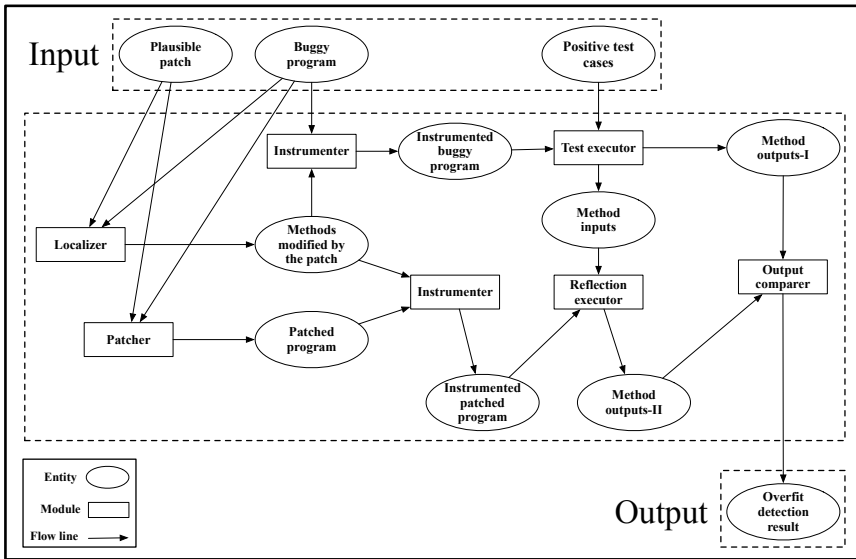 Input
Plausible
patch
Buggy
program
Positive test
cases
Instrumenter
Instrumented
buggy
program
Test executor
Method
outputs-I
Localizer
Methods
modified by
the patch
Method
inputs
Instrumenter
Reflection
executor
Output
comparer
Patcher
Patched
program
Instrumented
patched
program
Method
outputs-II
Entity
Module
Flow line
Output
Overfit
detection
result